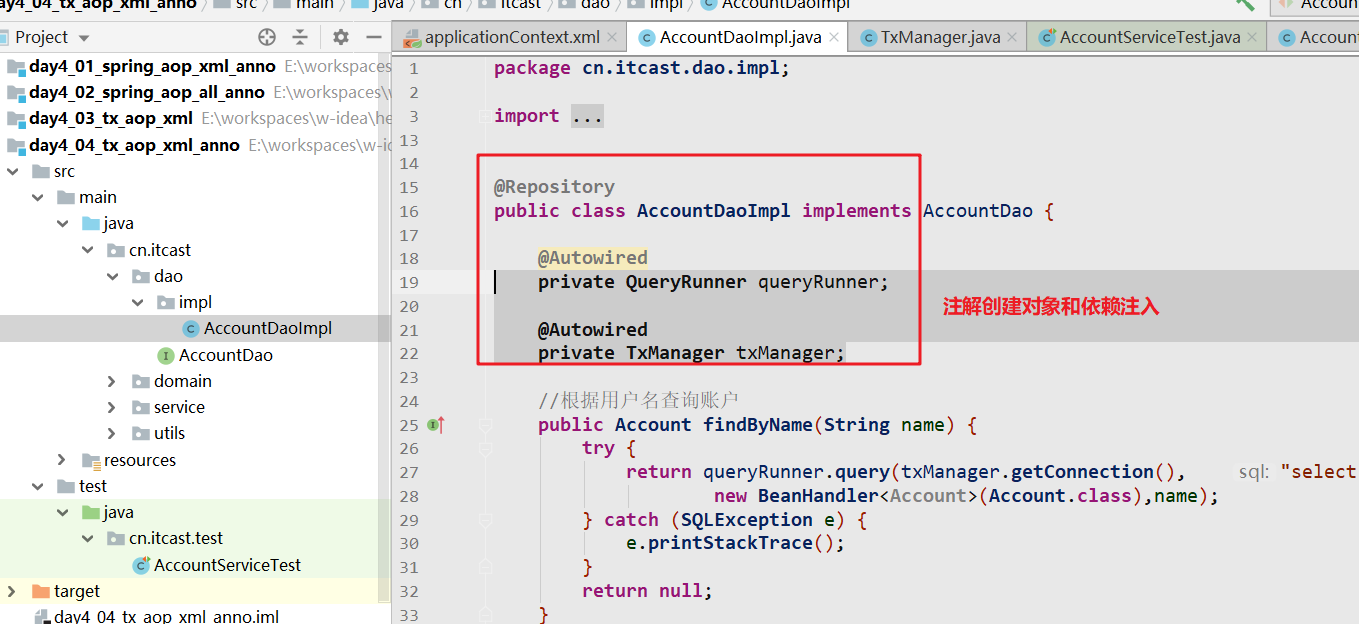 day4_04_tx_aop_xml_anno src main java cn itcast dao impl AccountDaoImpl
Project
applicationContext.xml AccountDaoImpl.java TxManager.java AccountServiceTest.java
day4_01_spring_aop_xml_anno E:\workspaces
day4_02_spring_aop_all_anno E:\workspaces\
day4_03_tx_aop_xml E:\workspaces\w-idea\he
day4_04_tx_aop_xml_anno E:\workspaces\w-i
src
main
java
cn.itcast
dao
impl
AccountDaoImpl
AccountDao
domain
service
utils
resources
test
java
cn.itcast.test
AccountServiceTest
target
day4_04_tx_aop_xml_anno.iml
1 package cn.itcast.dao.impl;
2
3 import ...
13
14
15 @Repository
16 public class AccountDaoImpl implements AccountDao {
17
18 @Autowired
19 private QueryRunner queryRunner;
20
21 @Autowired
22 private TxManager txManager;
23
24 //根据用户名查询账户
25 public Account findByName(String name) {
26 try {
27 return queryRunner.query(txManager.getConnection(), sql: "select
28 new BeanHandler<Account>(Account.class),name);
29 } catch (SQLException e) {
30 e.printStackTrace();
31 }
32 return null;
33 }
注解创建对象和依赖注入